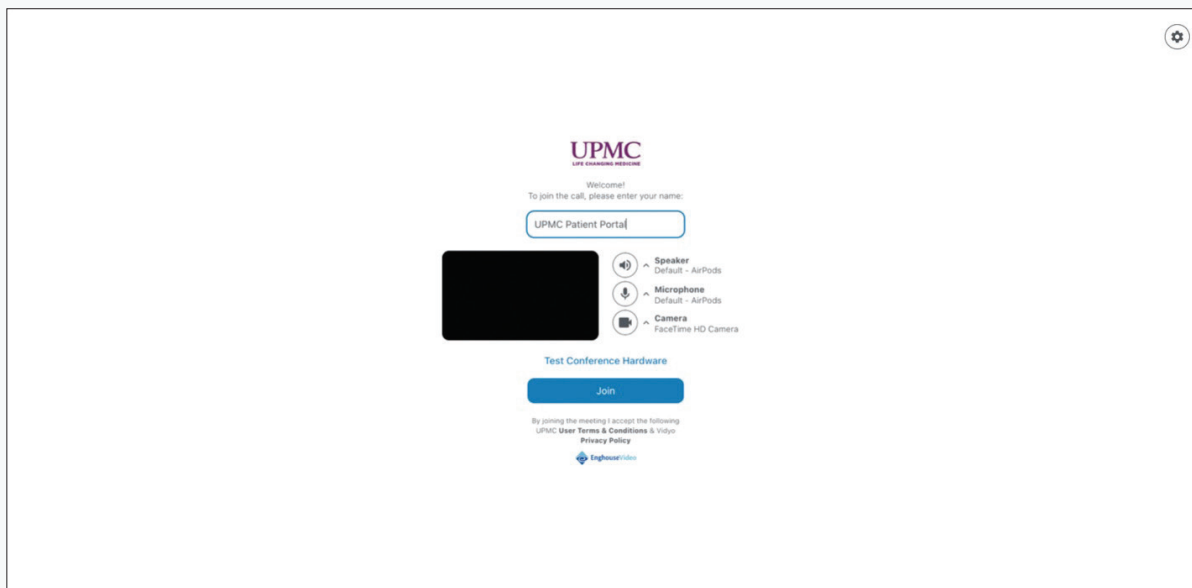 UPMC
LIFE CHANGING MEDICINE
Welcome!
To join the call, please enter your name:
UPMC Patient Portal
Speaker
Default - AirPods
Microphone
Default - AirPods
Camera
FaceTime HD Camera
Test Conference Hardware
Join
By joining the meeting I accept the following
UPMC User Terms & Conditions & Vidyo
Privacy Policy
EnghouseVideo